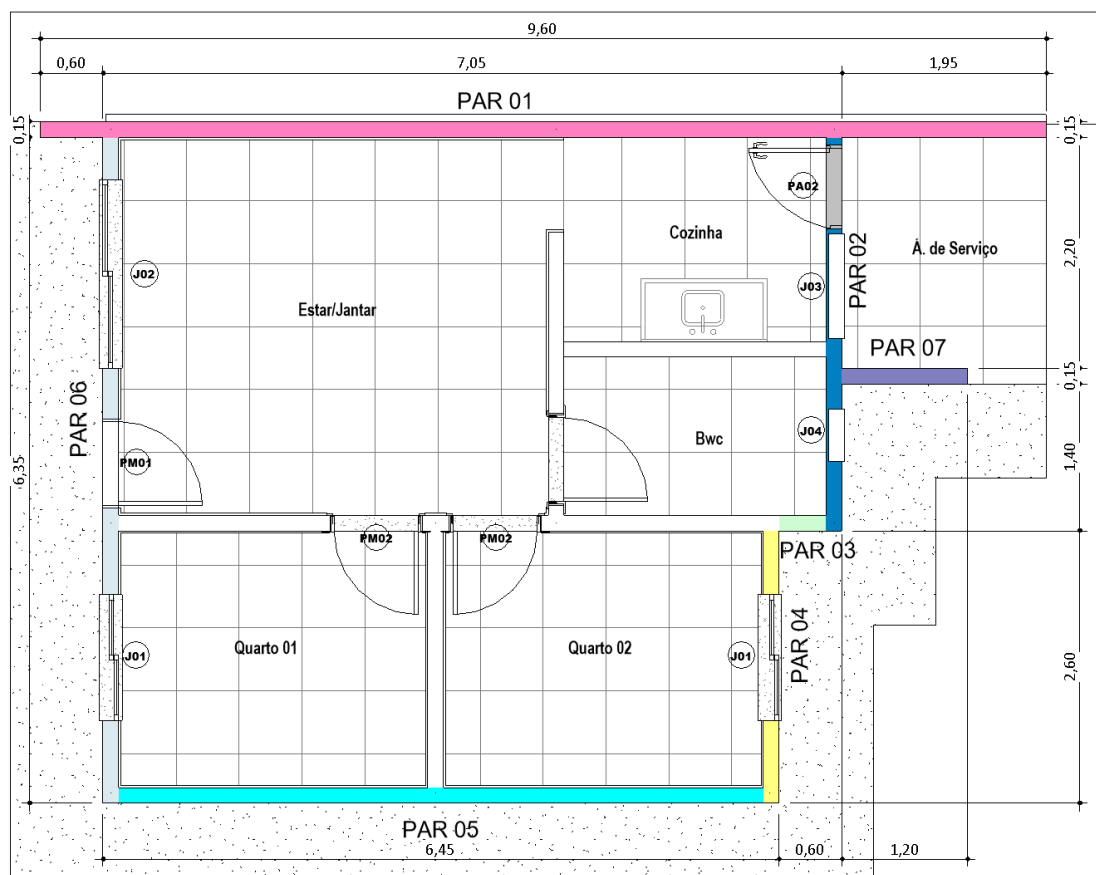 9,60
0,60 7,05 1,95
PAR 01
0,15 0,15
PA02
Cozinha
Á. de Serviço
PAR 02
2,20
J02
J03
Estar/Jantar
PAR 07
0,15
PAR 06
J04
Bwc
1,40
PM01
6,35
PM02 PM02
PAR 03
Quarto 01 Quarto 02
J01 J01
PAR 04
2,60
PAR 05
6,45 0,60 1,20